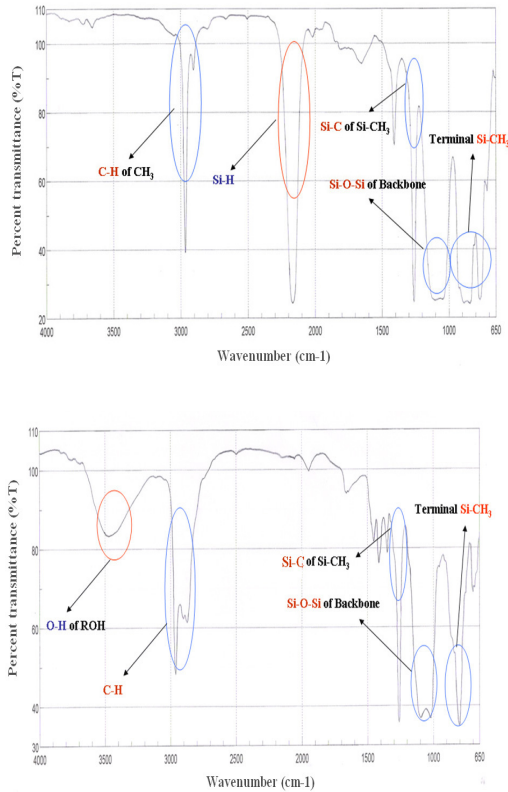 110
100
80
60
40
20
Percent transmittance (%T)
C-H of CH3
Si-H
Si-C of Si-CH3
Terminal Si-CH3
Si-O-Si of Backbone
4000 3500 3000 2500 2000 1500 1000 650
Wavenumber (cm-1)
110
100
80
60
40
30
Percent transmittance (%T)
Terminal Si-CH3
Si-C of Si-CH3
Si-O-Si of Backbone
O-H of ROH
C-H
4000 3500 3000 2500 2000 1500 1000 650
Wavenumber (cm-1)